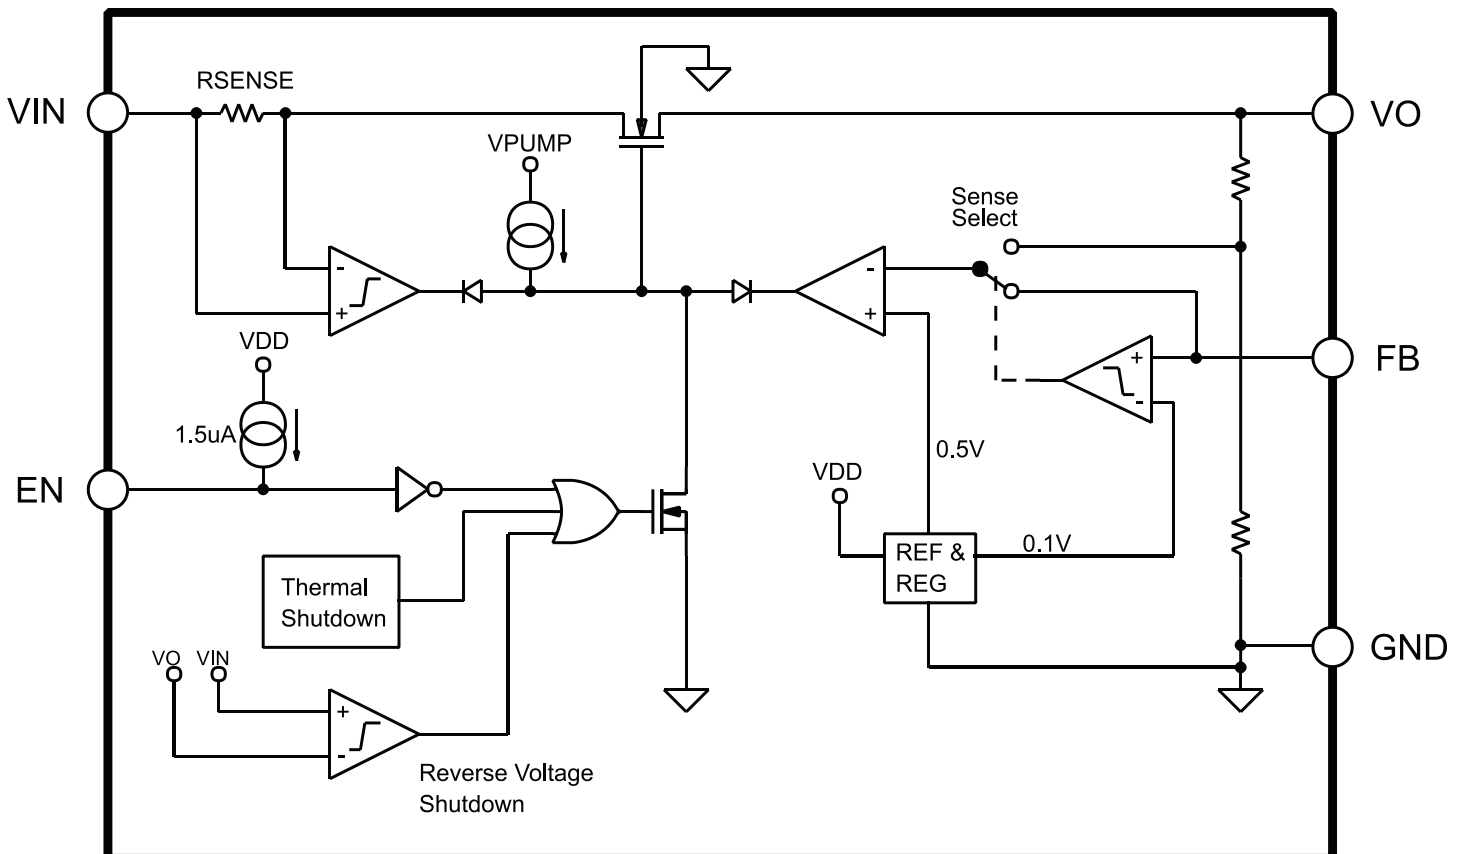 RSENSE
VIN
VO
VPUMP
Sense
Select
-
+
-
+
VDD
FB
+
-
1.5uA
0.5V
VDD
EN
REF &
REG
0.1V
Thermal
Shutdown
GND
VO
VIN
+
-
Reverse Voltage
Shutdown